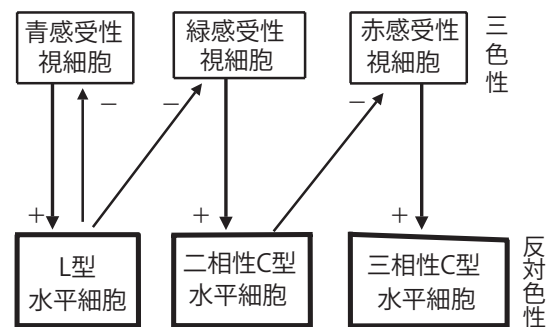 青感受性
視細胞
緑感受性
視細胞
赤感受性
視細胞
三色性
−
−
−
+
+
+
L型
水平細胞
二相性C型
水平細胞
三相性C型
水平細胞
反対色性